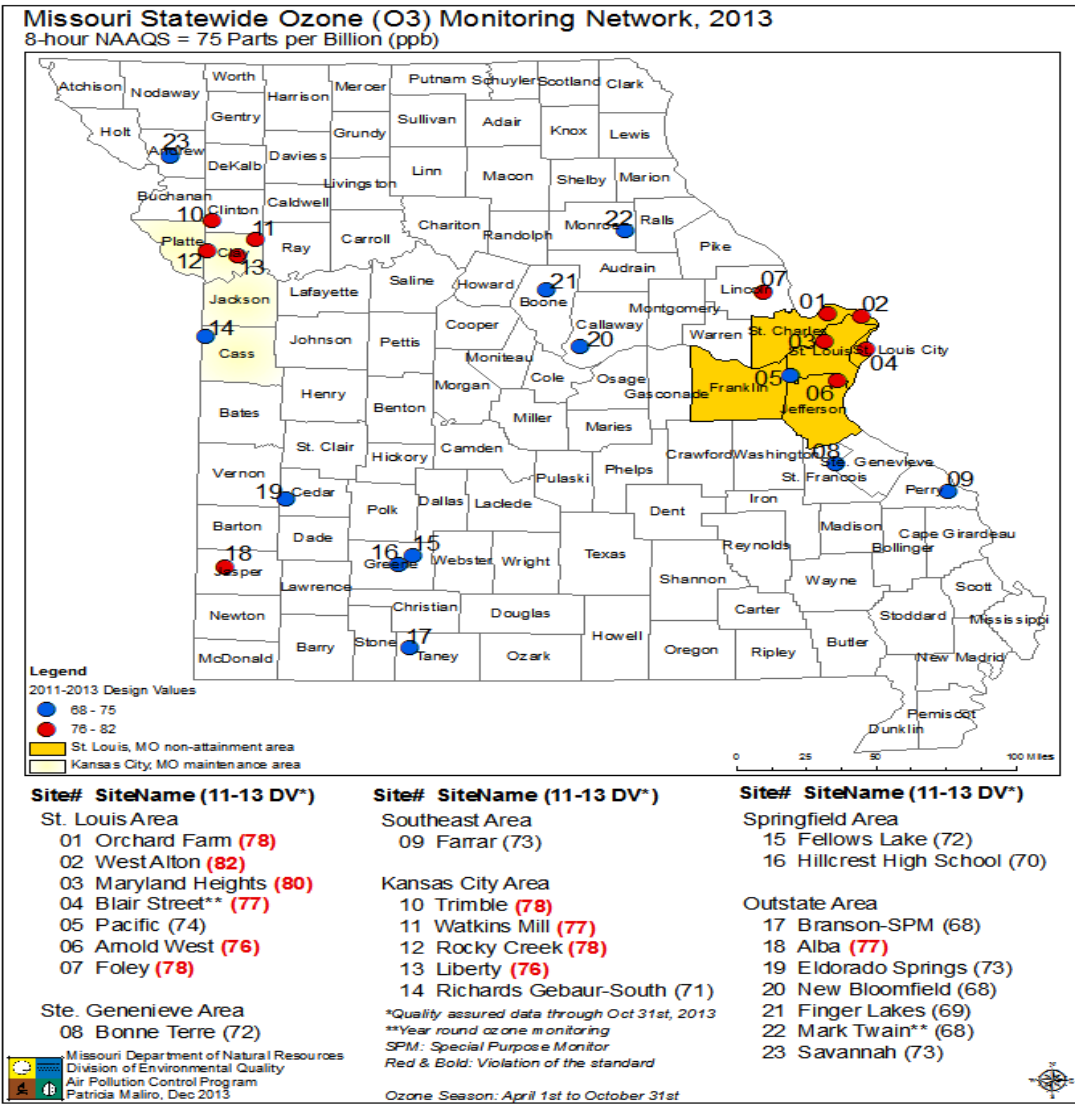 Missouri Statewide Ozone (O3) Monitoring Network, 2013
8-hour NAAQS = 75 Parts per Billion (ppb)
Atchison
Nodaway
Worth
Harrison
Mercer
Putnam
Schuyler
Scotland
Clark
Gentry
Sullivan
Adair
Knox
Lewis
Holt
Grundy
23
Andrew
DeKalb
Daviess
Livingston
Linn
Macon
Shelby
Marion
Buchanan
Clinton
Caldwell
10
11
Chariton
Randolph
Monroe
22
Ralls
Platte
Clay
Ray
Carroll
12
13
Pike
Saline
Howard
Audrain
21
Boone
07
Lincoln
Jackson
Lafayette
Montgomery
01
02
14
Cooper
Callaway
Warren
St. Charles
03
St. Louis
St. Louis City
Cass
Johnson
Pettis
20
04
Moniteau
Cole
Osage
05
Morgan
Gasconade
Franklin
06
Jefferson
Henry
Bates
Benton
Miller
Maries
St. Clair
Camden
Hickory
Crawford
Washington
08
Ste. Genevieve
Vernon
Phelps
Pulaski
St. Francois
09
19
Cedar
Dallas
Laclede
Iron
Perry
Polk
Dent
Barton
Dade
Madison
Cape Girardeau
Bollinger
15
16
18
Greene
Webster
Wright
Texas
Reynolds
Jasper
Lawrence
Shannon
Wayne
Scott
Newton
Christian
Douglas
Carter
Stoddard
Mississippi
17
Stone
Taney
Howell
Barry
Ozark
Oregon
Ripley
Butler
McDonald
New Madrid
Pemiscot
Dunklin
Legend
2011-2013 Design Values
68 - 75
76 - 82
St. Louis, MO non-attainment area
Kansas City, MO maintenance area
0 25 50 100 Miles
Site# SiteName (11-13 DV*)
St. Louis Area
01 Orchard Farm (78)
02 West Alton (82)
03 Maryland Heights (80)
04 Blair Street** (77)
05 Pacific (74)
06 Arnold West (76)
07 Foley (78)
Ste. Genenieve Area
08 Bonne Terre (72)
Site# SiteName (11-13 DV*)
Southeast Area
09 Farrar (73)
Kansas City Area
10 Trimble (78)
11 Watkins Mill (77)
12 Rocky Creek (78)
13 Liberty (76)
14 Richards Gebaur-South (71)
*Quality assured data through Oct 31st, 2013
**Year round ozone monitoring
SPM: Special Purpose Monitor
Red & Bold: Violation of the standard
Ozone Season: April 1st to October 31st
Site# SiteName (11-13 DV*)
Springfield Area
15 Fellows Lake (72)
16 Hillcrest High School (70)
Outstate Area
17 Branson-SPM (68)
18 Alba (77)
19 Eldorado Springs (73)
20 New Bloomfield (68)
21 Finger Lakes (69)
22 Mark Twain** (68)
23 Savannah (73)
Missouri Department of Natural Resources
Division of Environmental Quality
Air Pollution Control Program
Patricia Maliro, Dec 2013